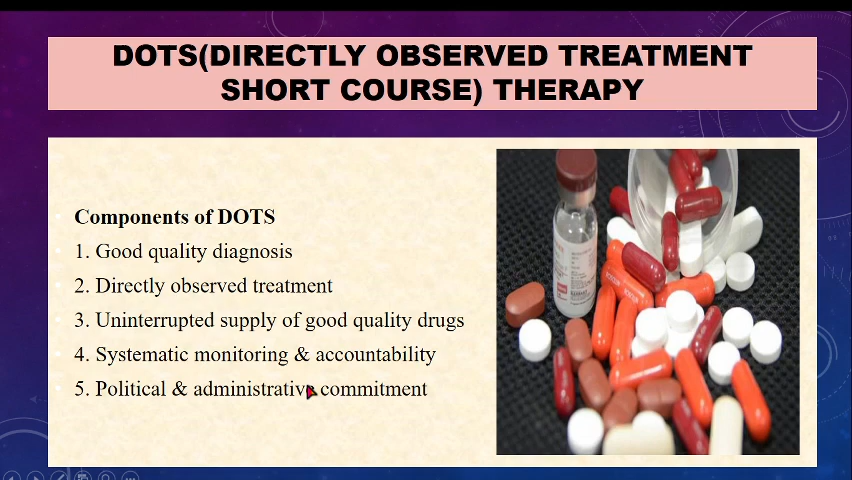 DOTS(DIRECTLY OBSERVED TREATMENT
SHORT COURSE) THERAPY
Components of DOTS
1. Good quality diagnosis
2. Directly observed treatment
3. Uninterrupted supply of good quality drugs
4. Systematic monitoring & accountability
5. Political & administrative commitment